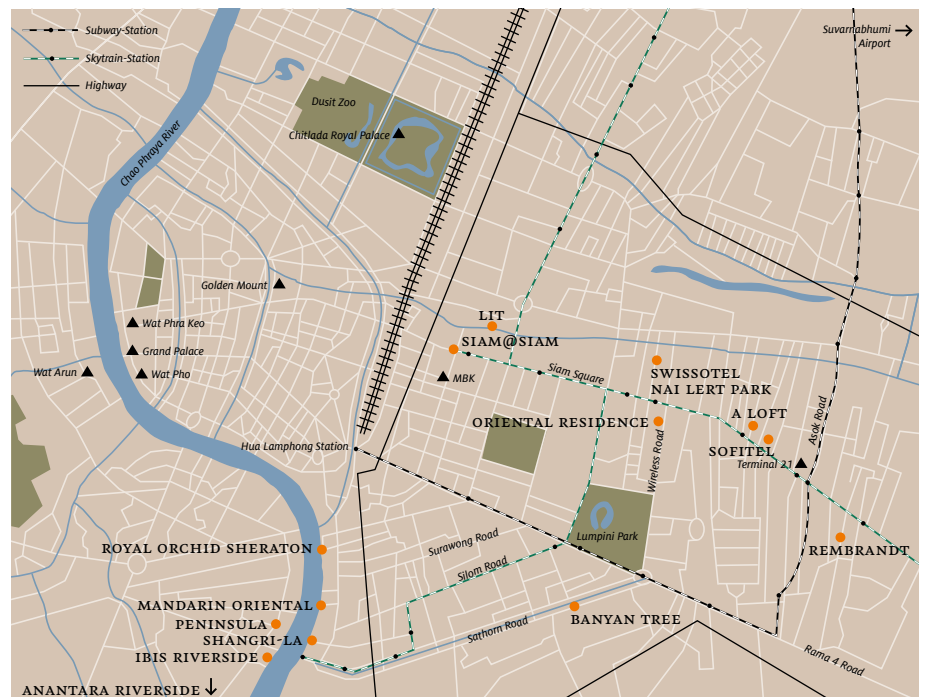 Subway-Station
Skytrain-Station
Highway
Suvarnabhumi
Airport
Dusit Zoo
Chitlada Royal Palace
Chao Phraya River
Golden Mount
Wat Phra Keo
Grand Palace
Wat Arun
Wat Pho
LIT
SIAM@SIAM
MBK
Siam Square
SWISSOTEL
NAI LERT PARK
ORIENTAL RESIDENCE
A LOFT
SOFITEL
Terminal 21
Asok Road
Wireless Road
Hua Lamphong Station
Lumpini Park
Surawong Road
Silom Road
Sathorn Road
REMBRANDT
ROYAL ORCHID SHERATON
MANDARIN ORIENTAL
PENINSULA
SHANGRI-LA
IBIS RIVERSIDE
BANYAN TREE
Rama 4 Road
ANANTARA RIVERSIDE